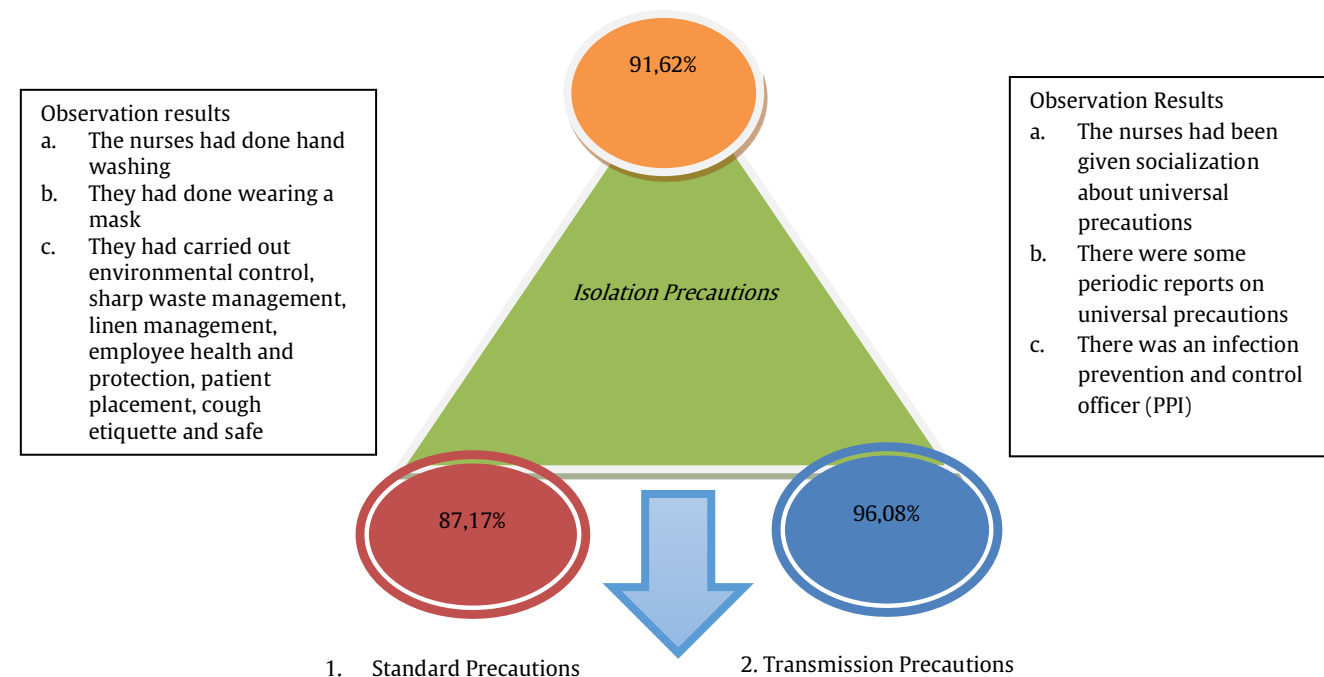 91,62%
Observation results
a. The nurses had done hand
washing
b. They had done wearing a
mask
c. They had carried out
environmental control,
sharp waste management,
linen management,
employee health and
protection, patient
placement, cough
etiquette and safe
Isolation Precautions
Observation Results
a. The nurses had been
given socialization
about universal
precautions
b. There were some
periodic reports on
universal precautions
c. There was an infection
prevention and control
officer (PPI)
87,17%
96,08%
1. Standard Precautions
2. Transmission Precautions